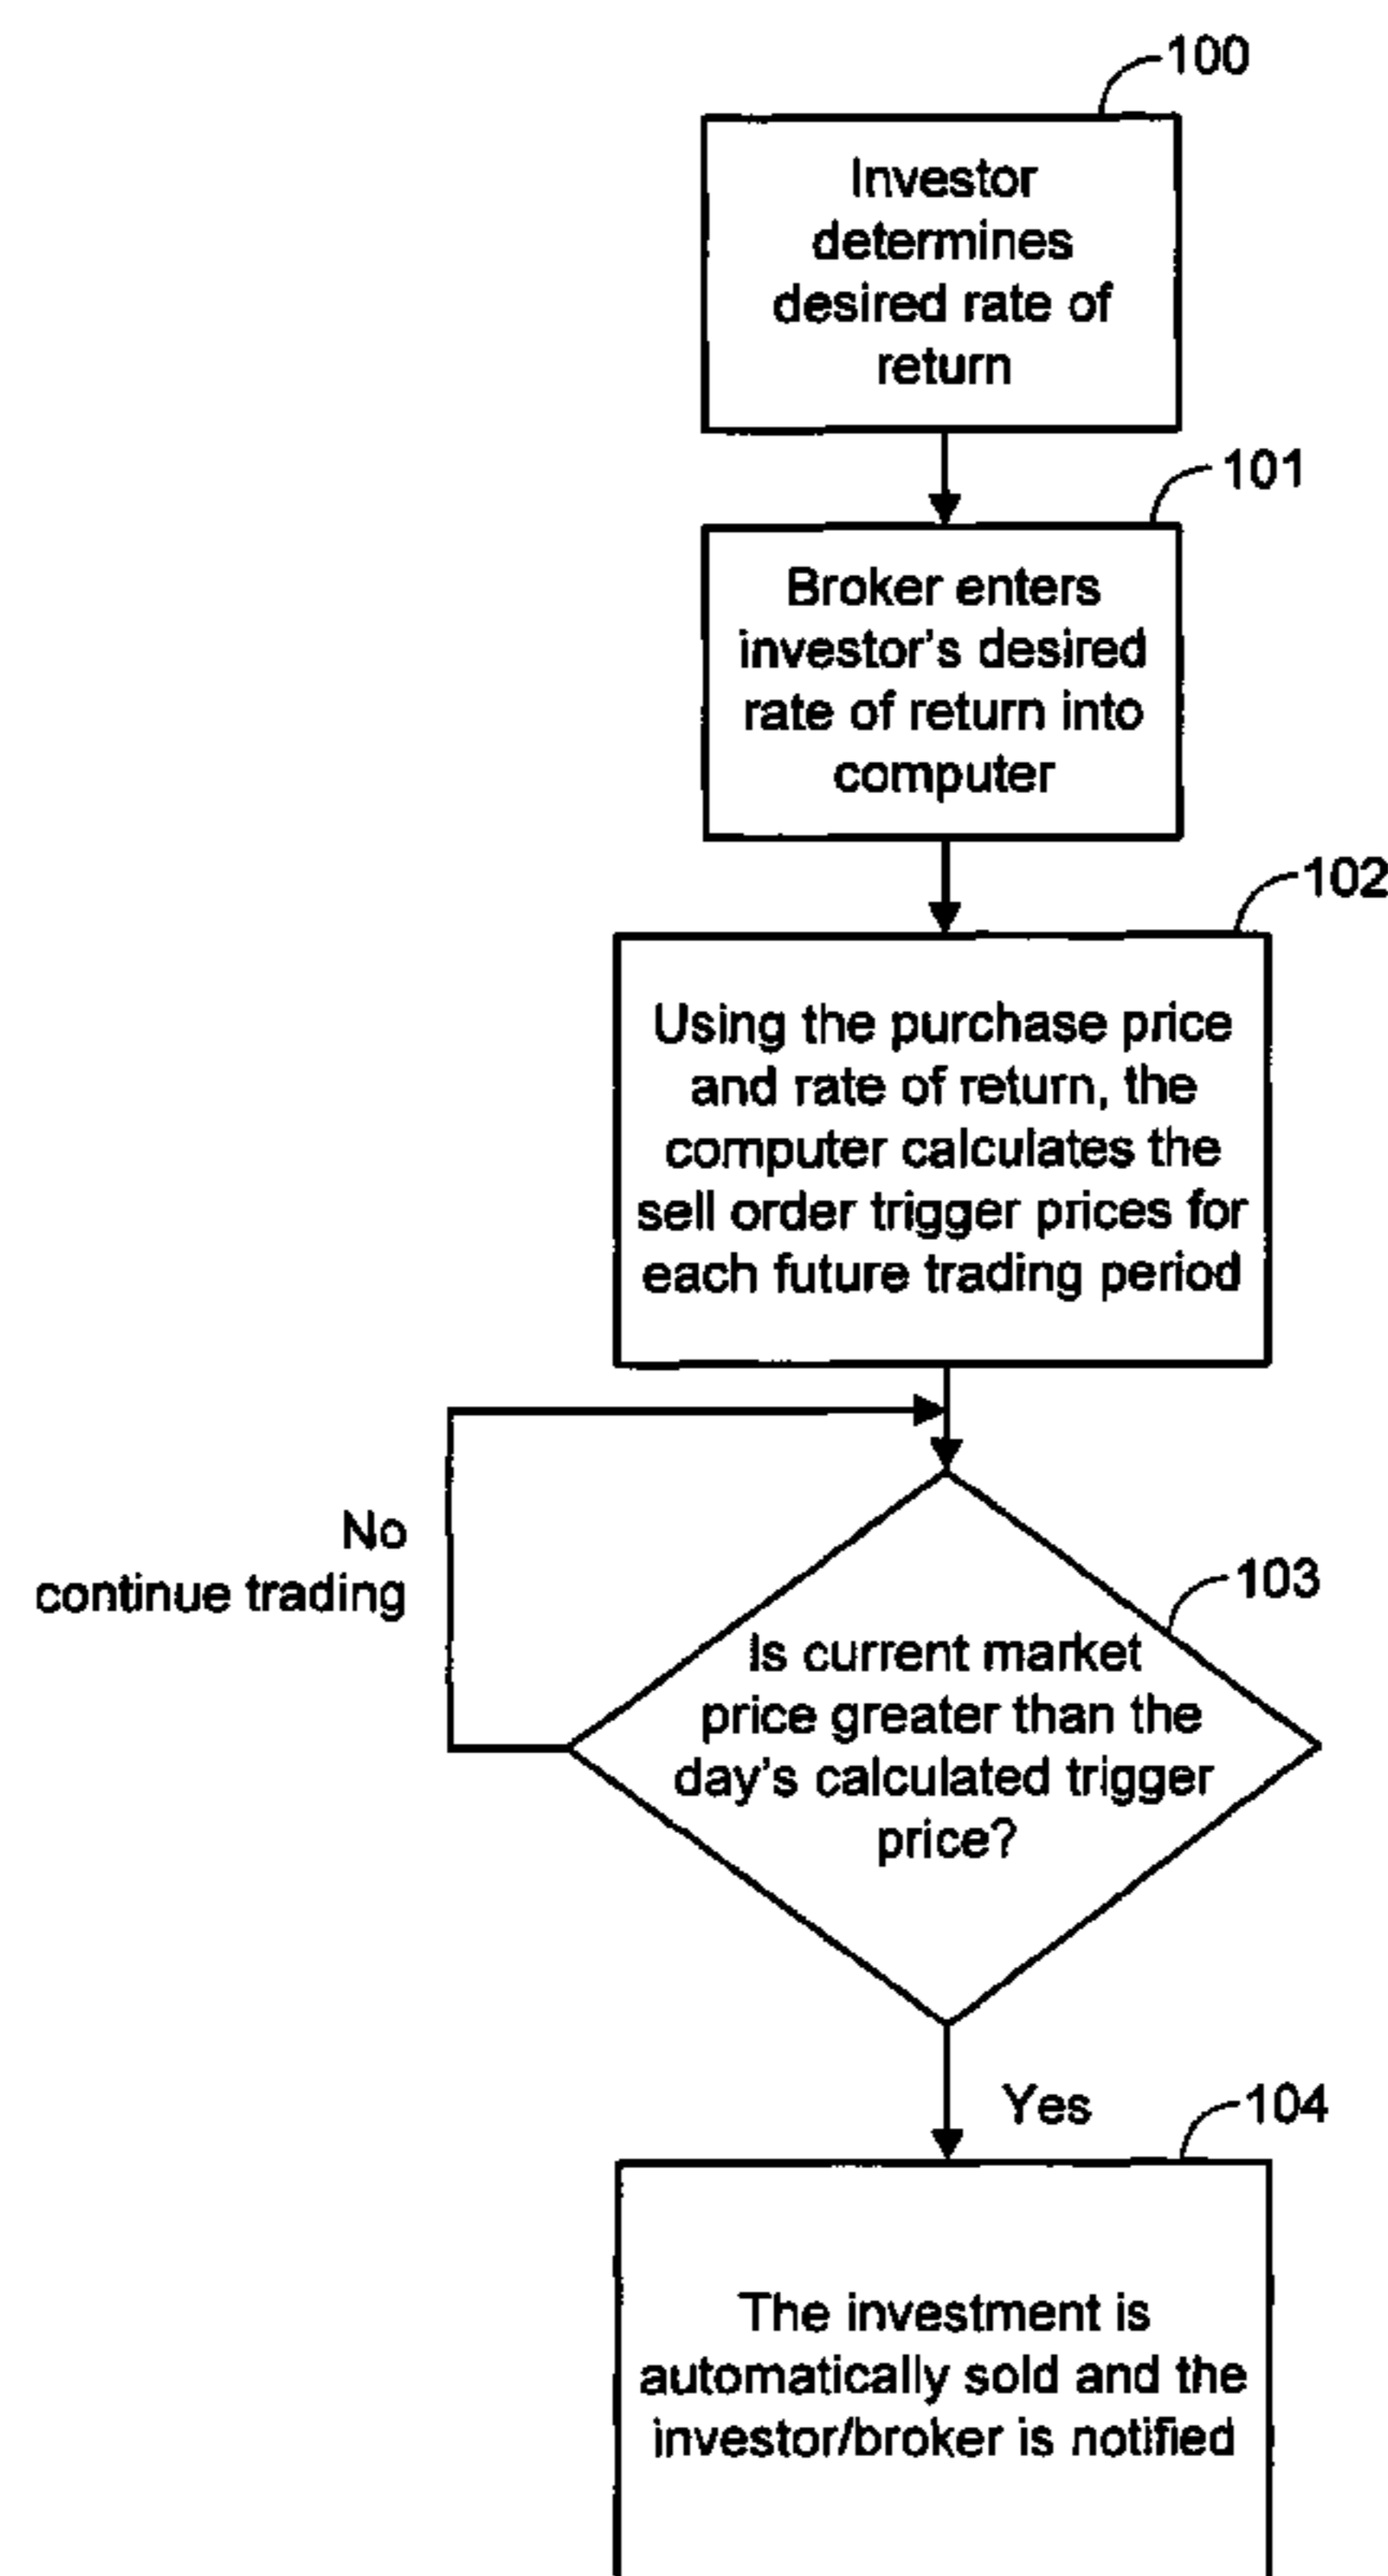 100
Investor
determines
desired rate of
return
101
Broker enters
investor's desired
rate of return into
computer
102
Using the purchase price
and rate of return, the
computer calculates the
sell order trigger prices for
each future trading period
No
continue trading
103
Is current market
price greater than the
day's calculated trigger
price?
Yes
104
The investment is
automatically sold and the
investor/broker is notified